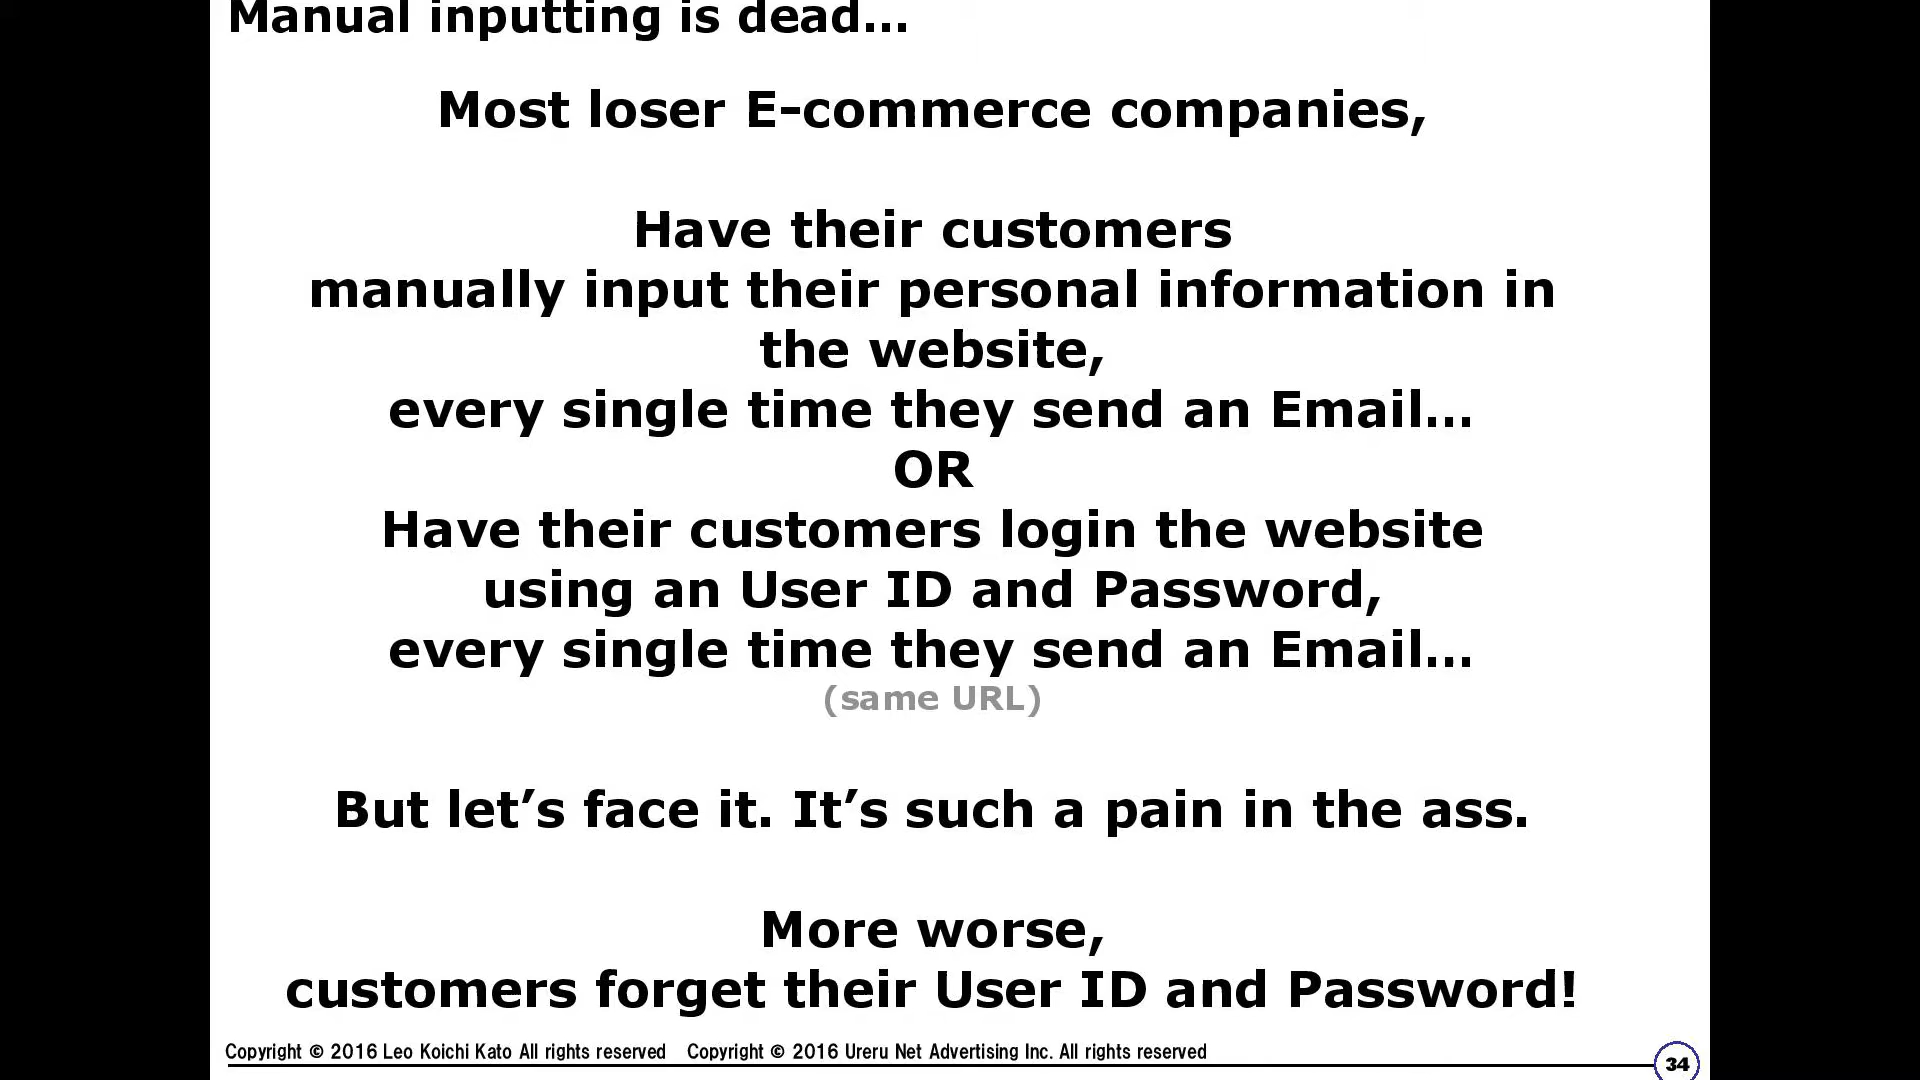 Manual inputting is dead…
Most loser E-commerce companies,
Have their customers
manually input their personal information in
the website,
every single time they send an Email…
OR
Have their customers login the website
using an User ID and Password,
every single time they send an Email…
(same URL)
But let’s face it. It’s such a pain in the ass.
More worse,
customers forget their User ID and Password!
Copyright © 2016 Leo Koichi Kato All rights reserved Copyright © 2016 Ureru Net Advertising Inc. All rights reserved
34